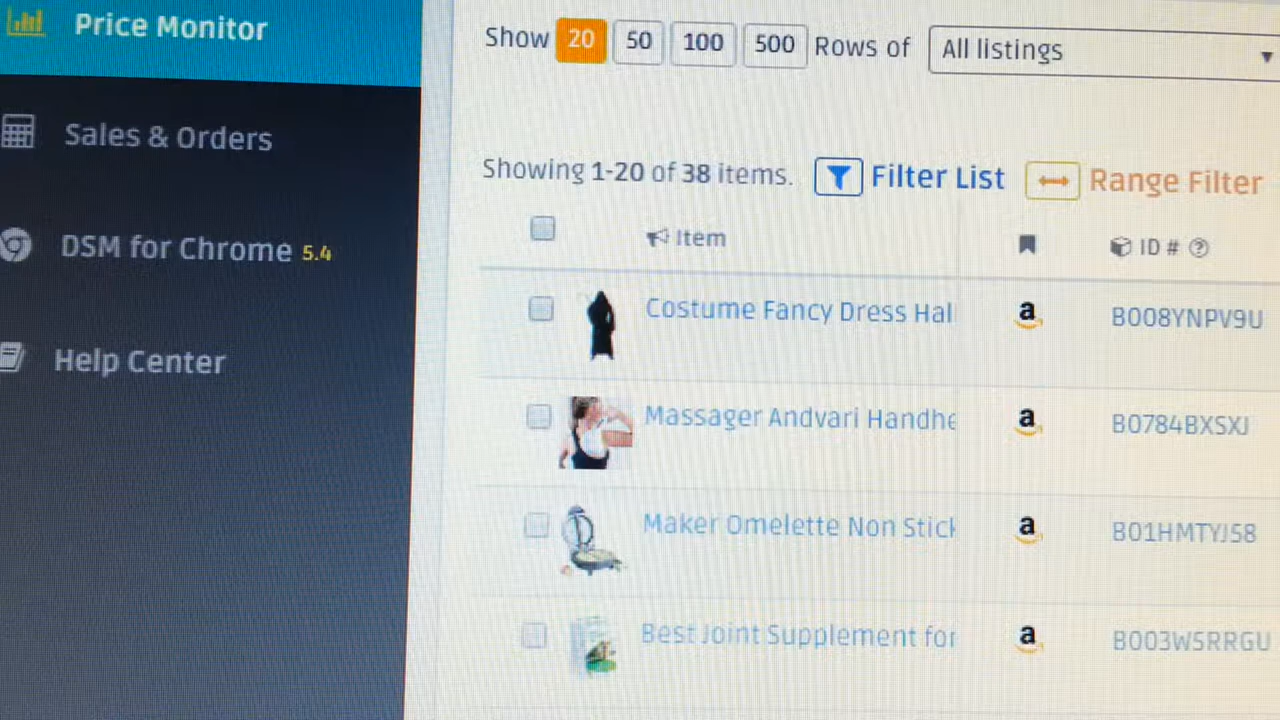 Price Monitor
Sales & Orders
DSM for Chrome 5.4
Help Center
Show 20 50 100 500 Rows of All listings
Showing 1-20 of 38 items. Filter List Range Filter
Item ID #
Costume Fancy Dress Hal a B008YNPV9U
Massager Andvari Handhe a B0784BXSXJ
Maker Omelette Non Stick a B01HMTYJ58
Best Joint Supplement for a B003W5RRGU